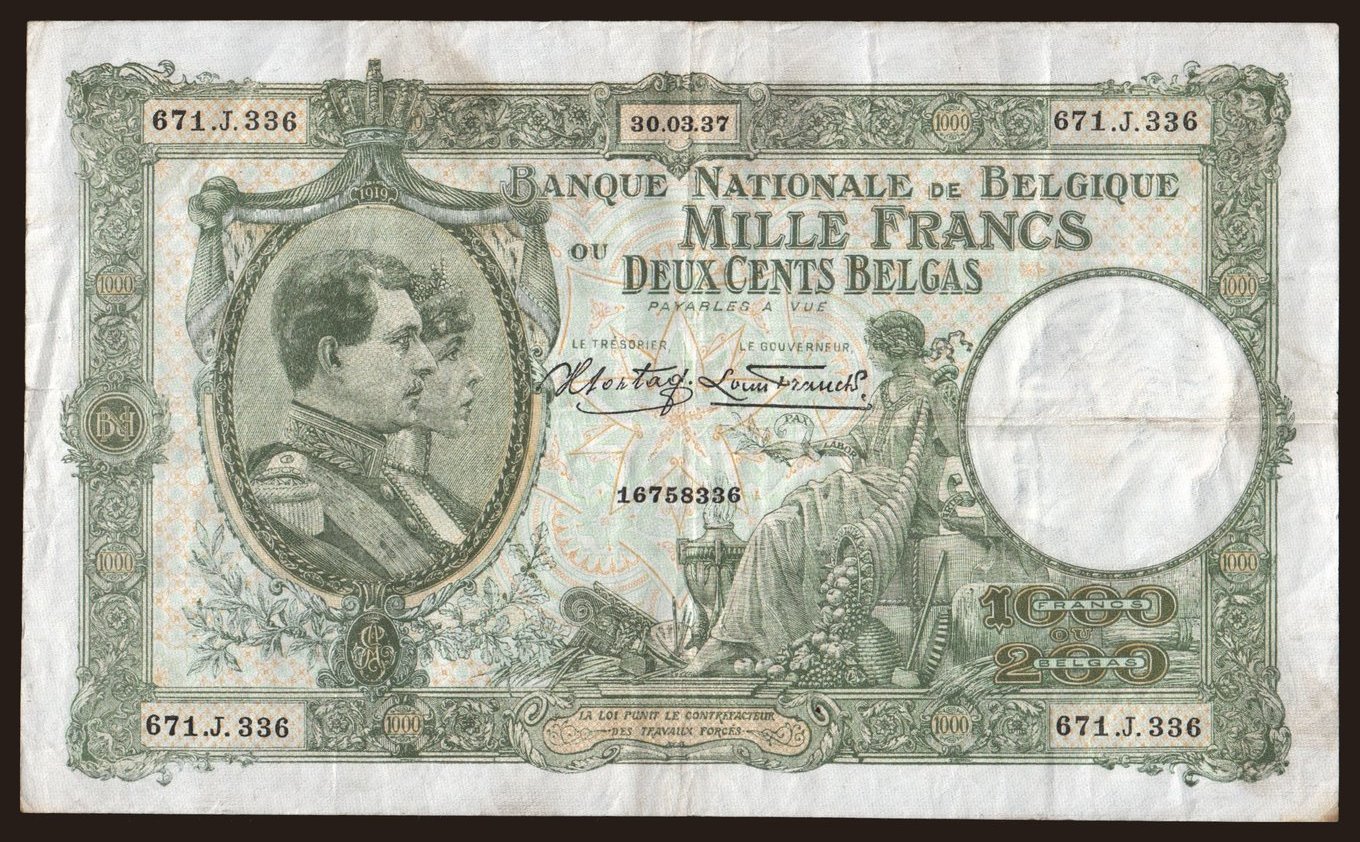 671.J.336
30.03.37
1000
671.J.336
1919
BANQUE NATIONALE DE BELGIQUE
MILLE FRANCS
OU
DEUX CENTS BELGAS
PAYABLES A VUE
1000
1000
LE TRÉSORIER,
LE GOUVERNEUR,
PAX
LABOR
16758336
1000
1000
1000 FRANCS
OU
200 BELGAS
671.J.336
1000
LA LOI PUNIT LE CONTREFACTEUR
DES TRAVAUX FORCÉS
1000
671.J.336